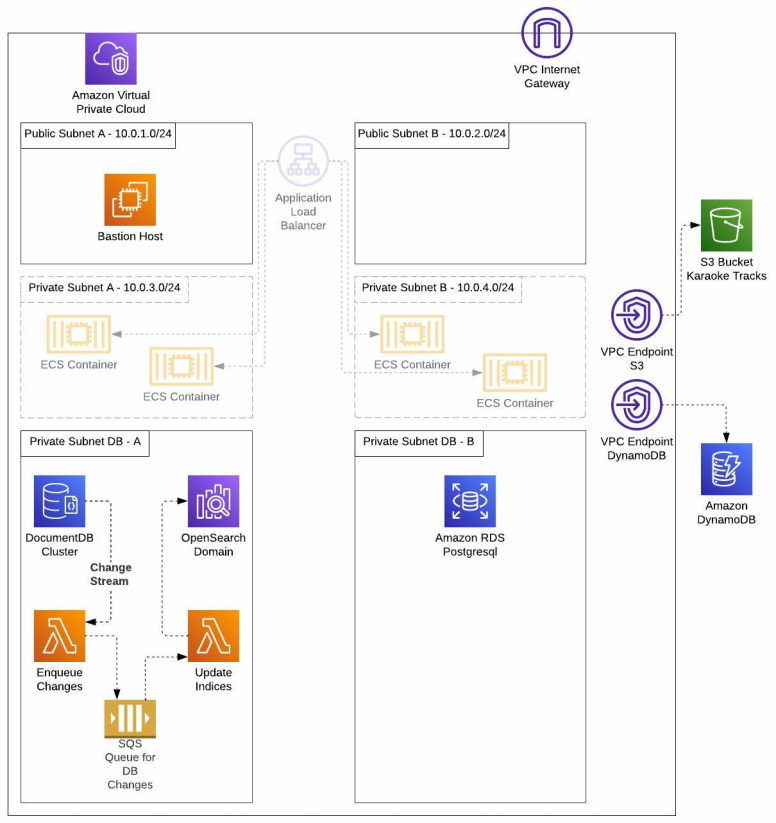 VPC Internet
Gateway
Amazon Virtual
Private Cloud
Public Subnet A - 10.0.1.0/24
Public Subnet B - 10.0.2.0/24
Application
Load
Balancer
Bastion Host
S3 Bucket
Karaoke Tracks
Private Subnet A - 10.0.3.0/24
Private Subnet B - 10.0.4.0/24
ECS Container
ECS Container
ECS Container
ECS Container
VPC Endpoint
S3
VPC Endpoint
DynamoDB
Private Subnet DB - A
Private Subnet DB - B
DocumentDB
Cluster
OpenSearch
Domain
Amazon RDS
Postgresql
Amazon
DynamoDB
Change
Stream
Enqueue
Changes
Update
Indices
SQS
Queue for
DB
Changes